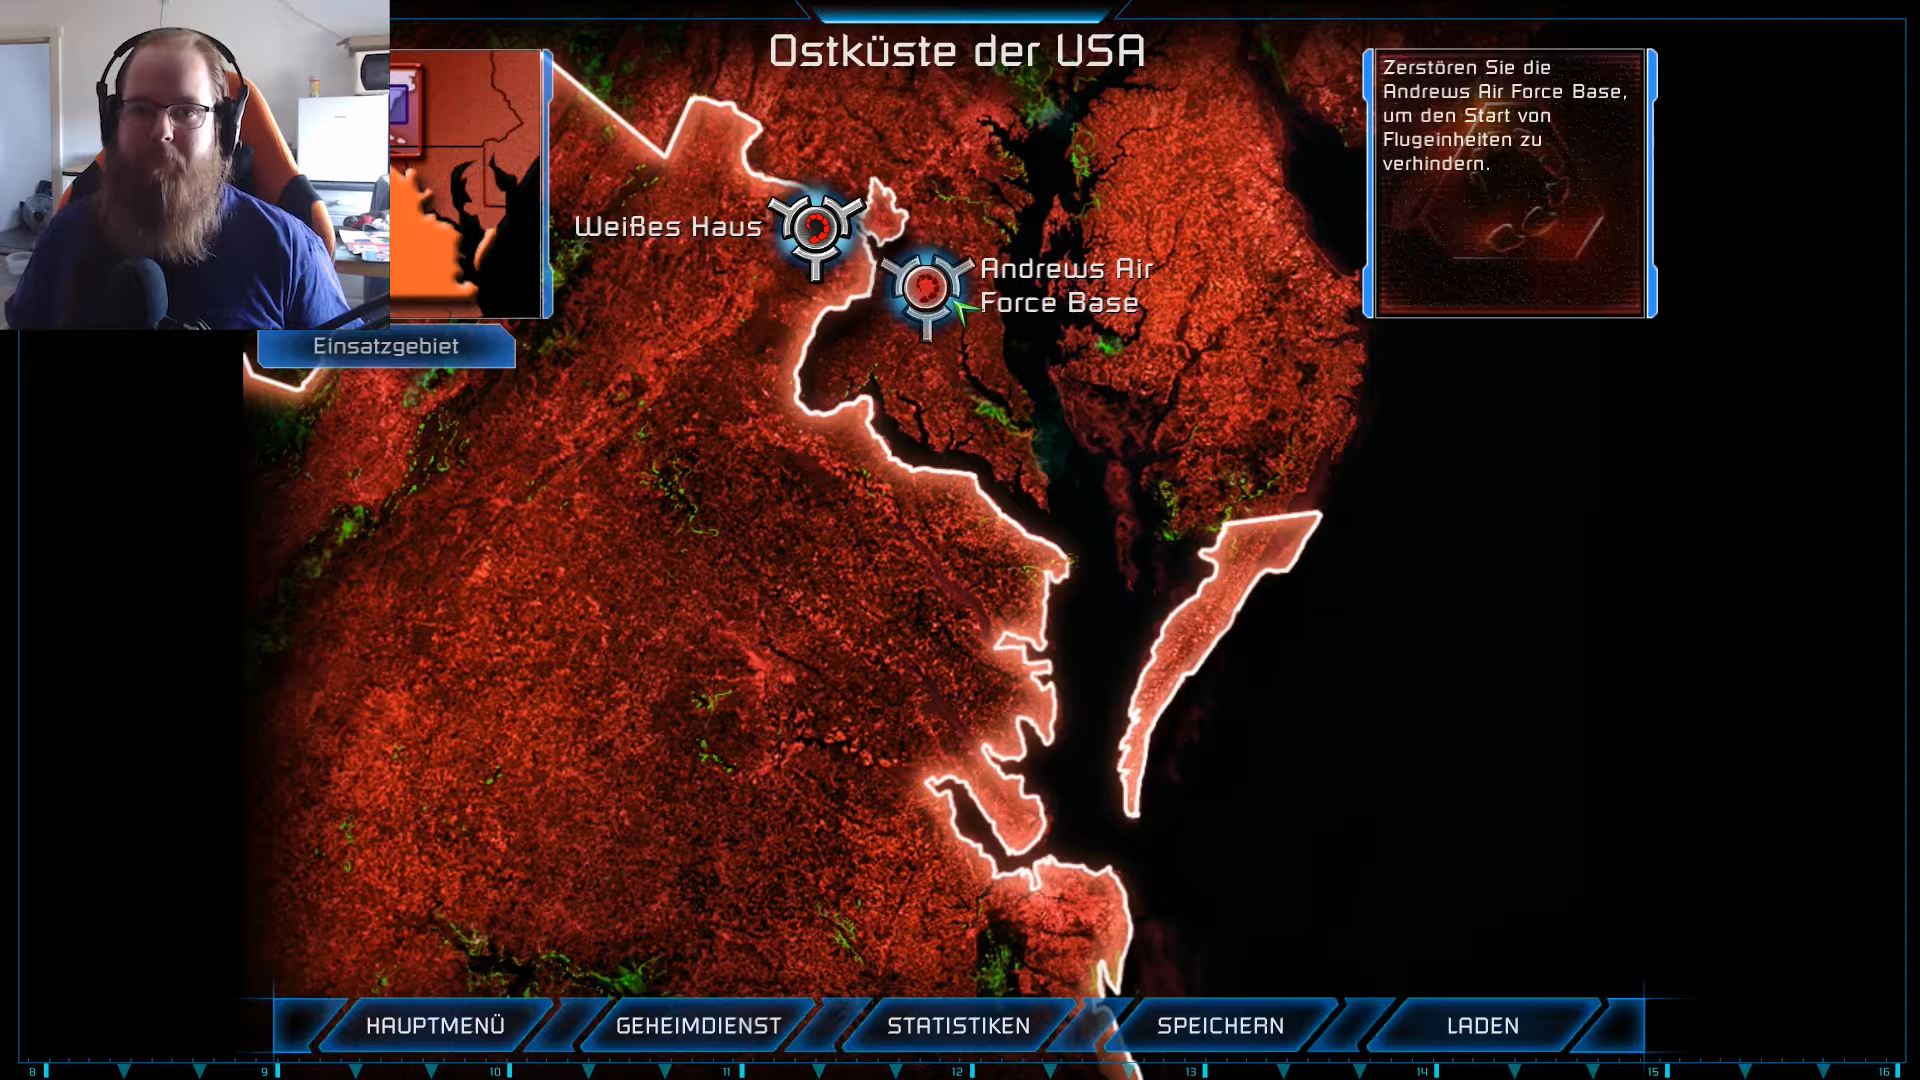 Ostküste der USA
Zerstören Sie die
Andrews Air Force Base,
um den Start von
Flugeinheiten zu
verhindern.
Weißes Haus
Andrews Air
Force Base
Einsatzgebiet
HAUPTMENÜ
GEHEIMDIENST
STATISTIKEN
SPEICHERN
LADEN
8 9 10 11 12 13 14 15 16